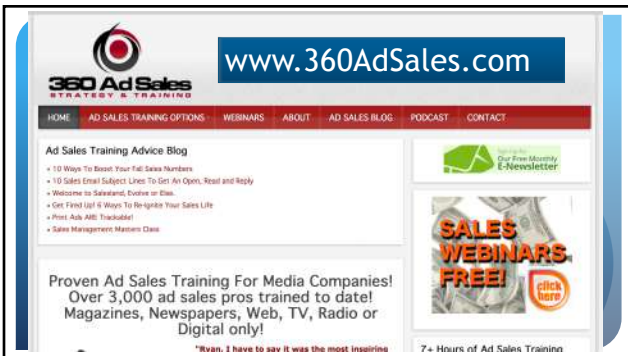 360 Ad Sales
STRATEGY & TRAINING
www.360AdSales.com
HOME AD SALES TRAINING OPTIONS WEBINARS ABOUT AD SALES BLOG PODCAST CONTACT
Ad Sales Training Advice Blog
» 10 Ways To Boost Your Fall Sales Numbers
» 10 Sales Email Subject Lines To Get An Open, Read and Reply
» Welcome to Salesland, Evolve or Else.
» Get Fired Up! 6 Ways To Re-Ignite Your Sales Life
» Print Ads ARE Trackable!
» Sales Management Masters Class
Sign up for
Our Free Monthly
E-Newsletter
SALES
WEBINARS
FREE!
click
here
Proven Ad Sales Training For Media Companies!
Over 3,000 ad sales pros trained to date!
Magazines, Newspapers, Web, TV, Radio or
Digital only!
"Ryan, I have to say it was the most inspiring
7+ Hours of Ad Sales Training